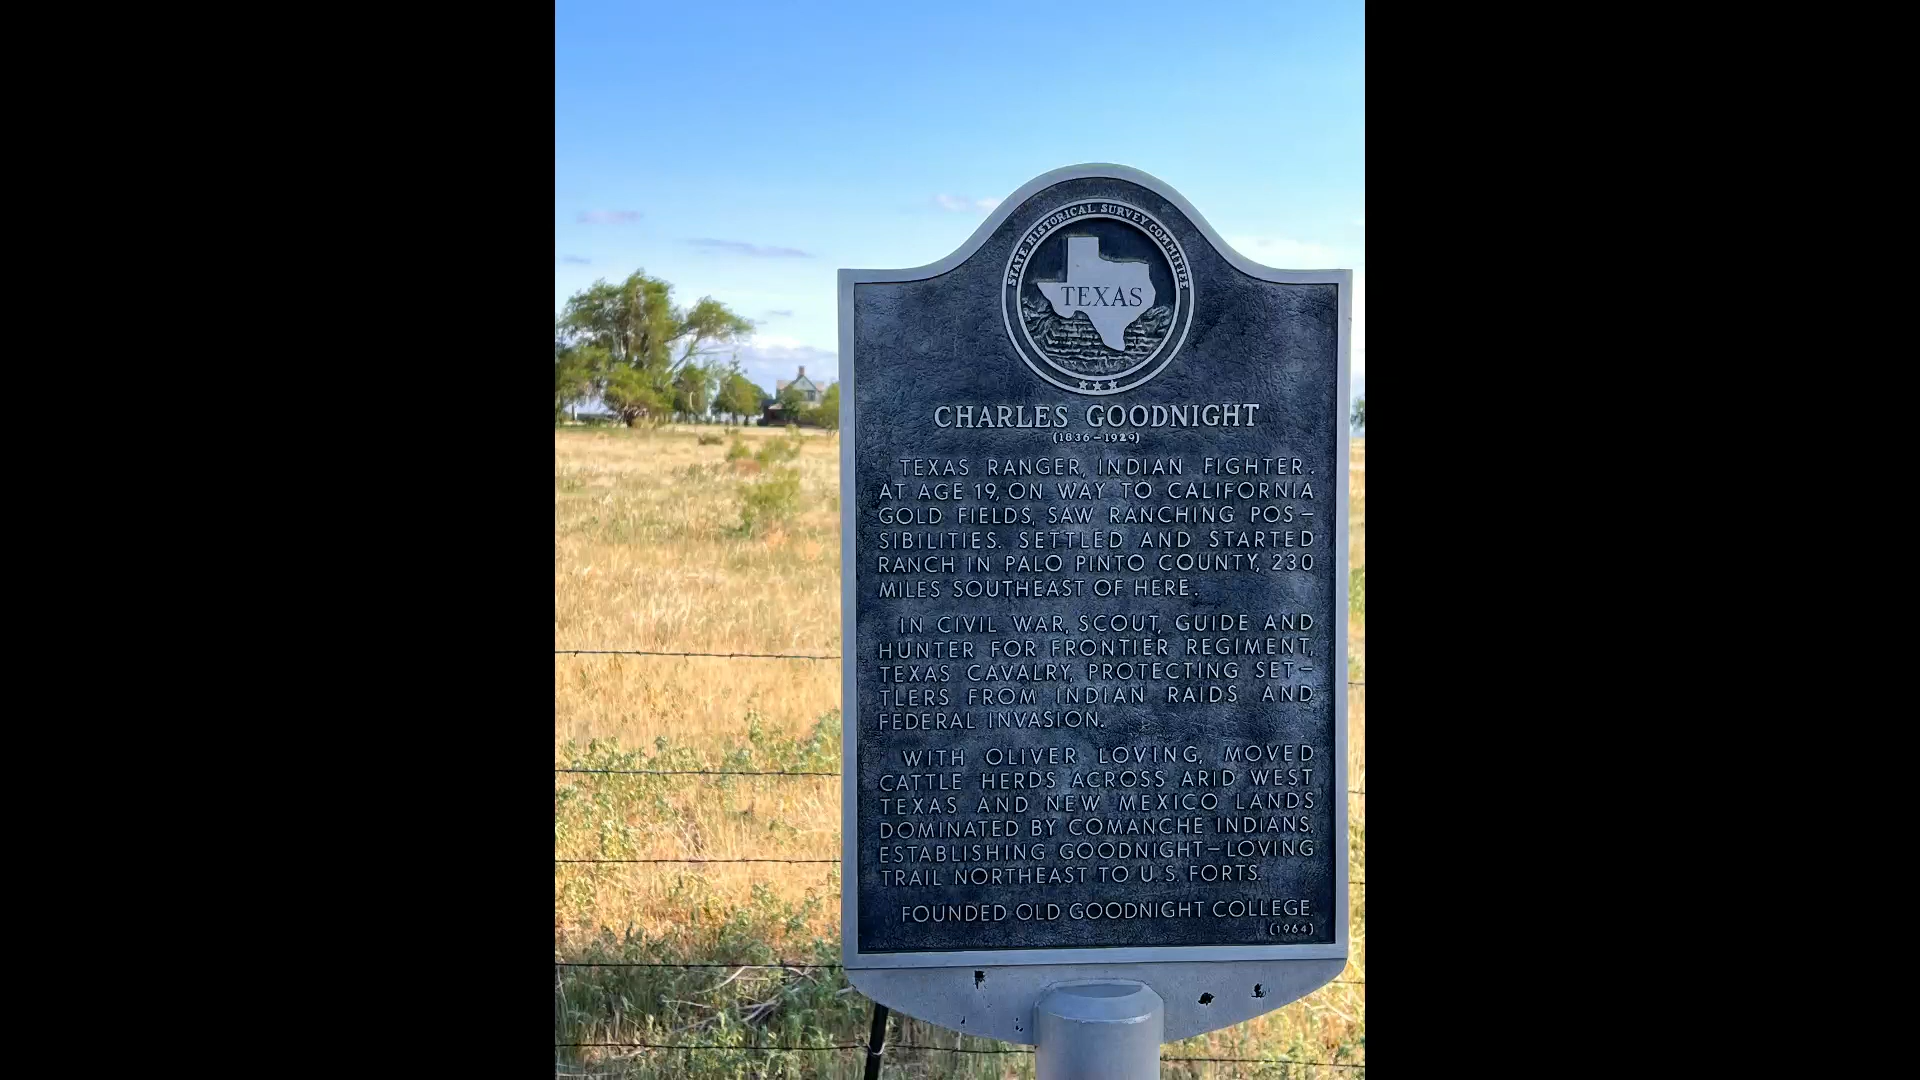 STATE HISTORICAL SURVEY COMMITTEE
TEXAS
CHARLES GOODNIGHT
(1836-1929)
TEXAS RANGER, INDIAN FIGHTER.
AT AGE 19, ON WAY TO CALIFORNIA
GOLD FIELDS, SAW RANCHING POS-
SIBILITIES. SETTLED AND STARTED
RANCH IN PALO PINTO COUNTY, 230
MILES SOUTHEAST OF HERE.
IN CIVIL WAR, SCOUT, GUIDE AND
HUNTER FOR FRONTIER REGIMENT,
TEXAS CAVALRY, PROTECTING SET-
TLERS FROM INDIAN RAIDS AND
FEDERAL INVASION.
WITH OLIVER LOVING, MOVED
CATTLE HERDS ACROSS ARID WEST
TEXAS AND NEW MEXICO LANDS
DOMINATED BY COMANCHE INDIANS,
ESTABLISHING GOODNIGHT-LOVING
TRAIL NORTHEAST TO U.S. FORTS.
FOUNDED OLD GOODNIGHT COLLEGE.
(1964)